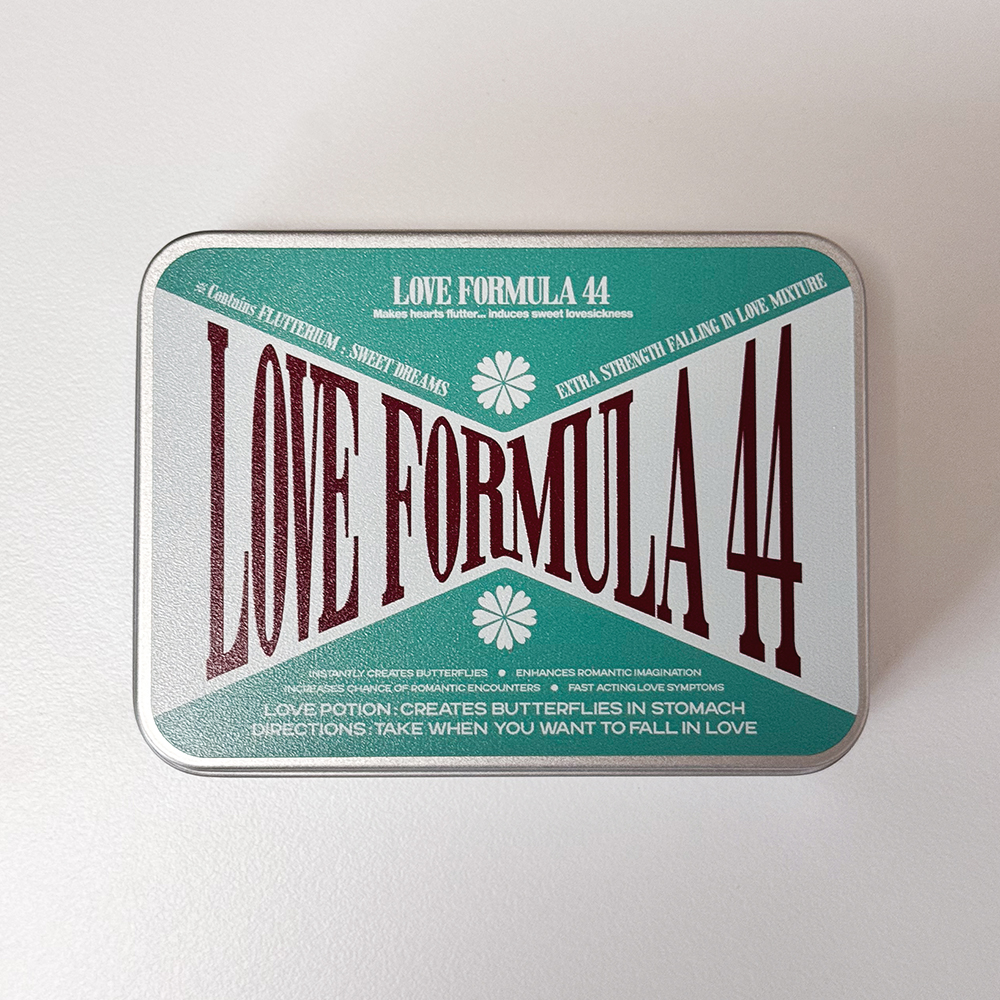 LOVE FORMULA 44
Makes hearts flutter... induces sweet lovesickness
※Contains FLUTTERIUM : SWEET DREAMS
EXTRA STRENGTH FALLING IN LOVE MIXTURE
LOVE FORMULA 44
INSTANTLY CREATES BUTTERFLIES ● ENHANCES ROMANTIC IMAGINATION
INCREASES CHANCE OF ROMANTIC ENCOUNTERS ● FAST ACTING LOVE SYMPTOMS
LOVE POTION : CREATES BUTTERFLIES IN STOMACH
DIRECTIONS : TAKE WHEN YOU WANT TO FALL IN LOVE